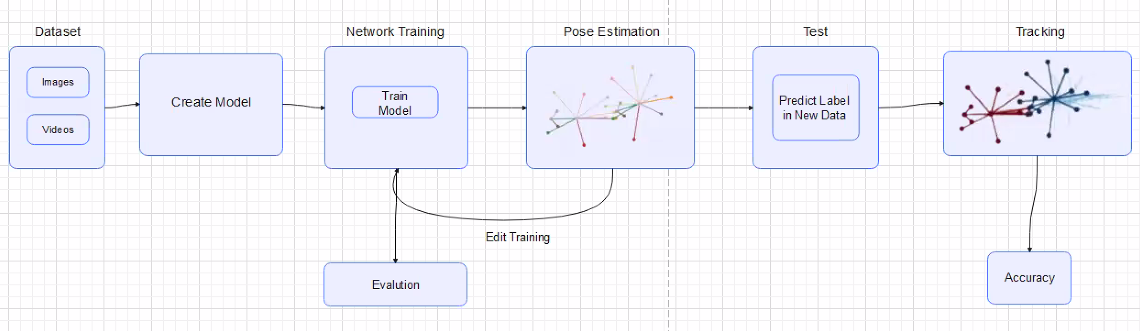 Dataset
Network Training
Pose Estimation
Test
Tracking
Images
Videos
Create Model
Train
Model
Predict Label
in New Data
Edit Training
Evalution
Accuracy